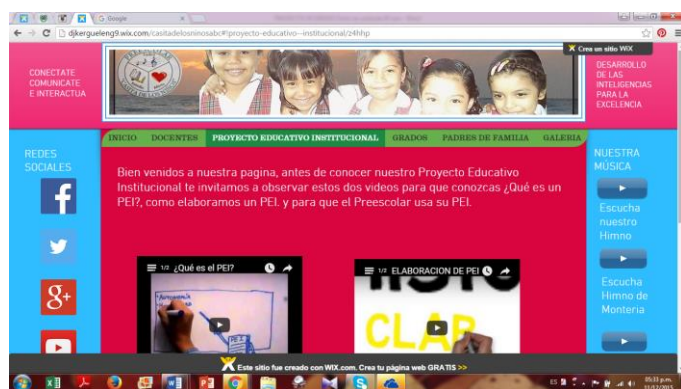 Google
djkergueleng9.wix.com/casitadelosninosabc#!proyecto-educativo--institucional/z4hhp
Crea un sitio WiX
CONECTATE
COMUNICATE
E INTERACTUA
DESARROLLO
DE LAS
INTELIGENCIAS
PARA LA
EXCELENCIA
INICIO DOCENTES PROYECTO EDUCATIVO INSTITUCIONAL GRADOS PADRES DE FAMILIA GALERIA
REDES
SOCIALES
Bien venidos a nuestra pagina, antes de conocer nuestro Proyecto Educativo
Institucional te invitamos a observar estos dos videos para que conozcas ¿Qué es un
PEI?, como elaboramos un PEI. y para que el Preescolar usa su PEI.
NUESTRA
MÚSICA
Escucha
nuestro
Himno
Escucha
Himno de
Monteria
1/2 ¿Qué es el PEI?
PEI
1/2 ELABORACION DE PEI
CLAR
Este sitio fue creado con WIX.com. Crea tu página web GRATIS >>
ES
05:33 p.m.
11/12/2015